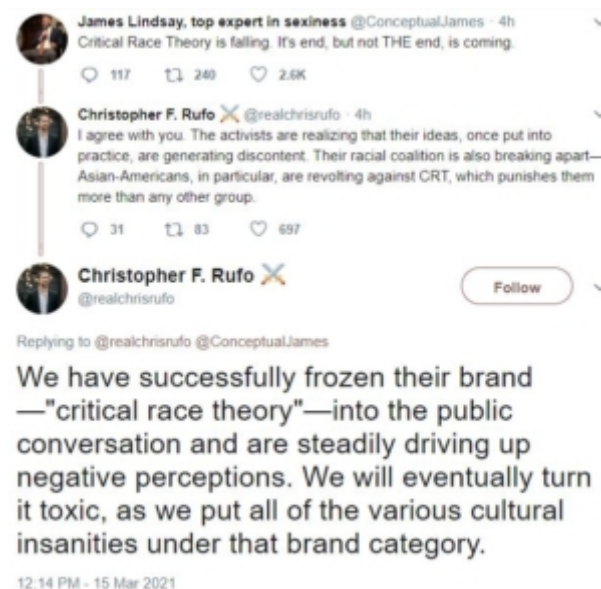 James Lindsay, top expert in sexiness @ConceptualJames · 4h
Critical Race Theory is falling. It's end, but not THE end, is coming.
117 240 2.6K
Christopher F. Rufo ⚔ @realchrisrufo · 4h
I agree with you. The activists are realizing that their ideas, once put into
practice, are generating discontent. Their racial coalition is also breaking apart—
Asian-Americans, in particular, are revolting against CRT, which punishes them
more than any other group.
31 83 697
Christopher F. Rufo ⚔
@realchrisrufo
Follow
Replying to @realchrisrufo @ConceptualJames
We have successfully frozen their brand
—"critical race theory"—into the public
conversation and are steadily driving up
negative perceptions. We will eventually turn
it toxic, as we put all of the various cultural
insanities under that brand category.
12:14 PM - 15 Mar 2021